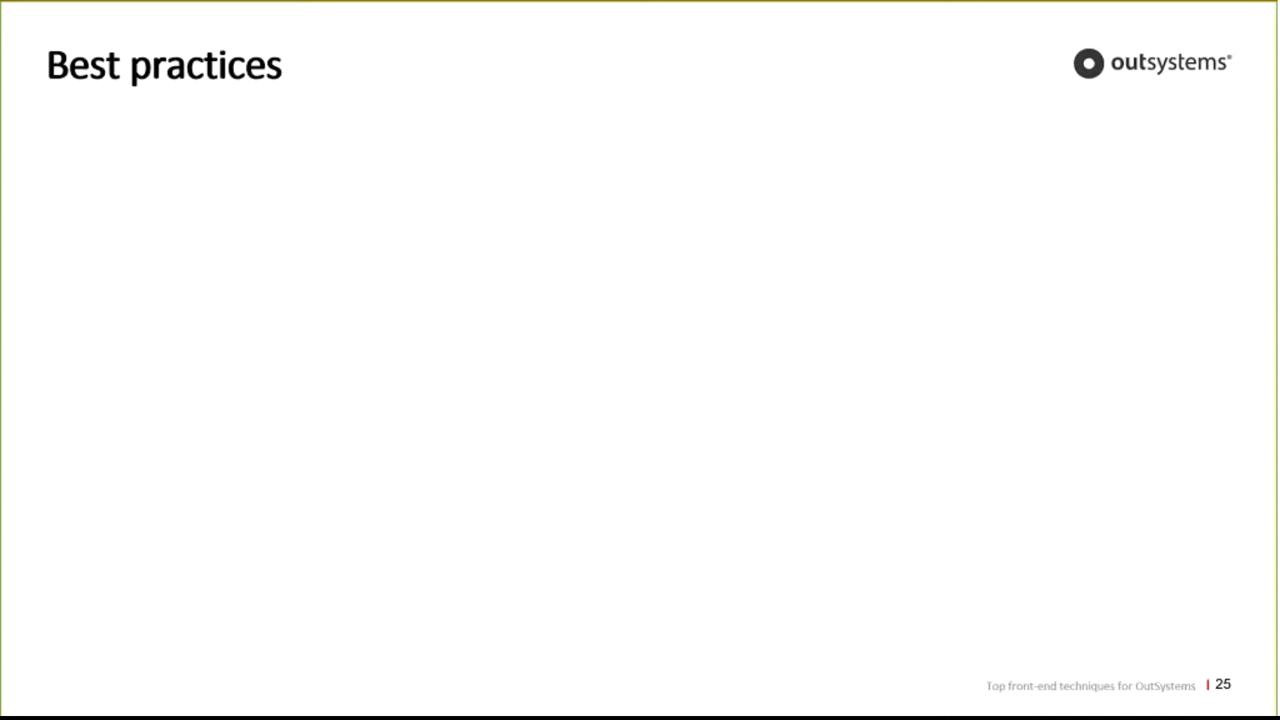 Best practices
outsystems®
Top front-end techniques for OutSystems | 25